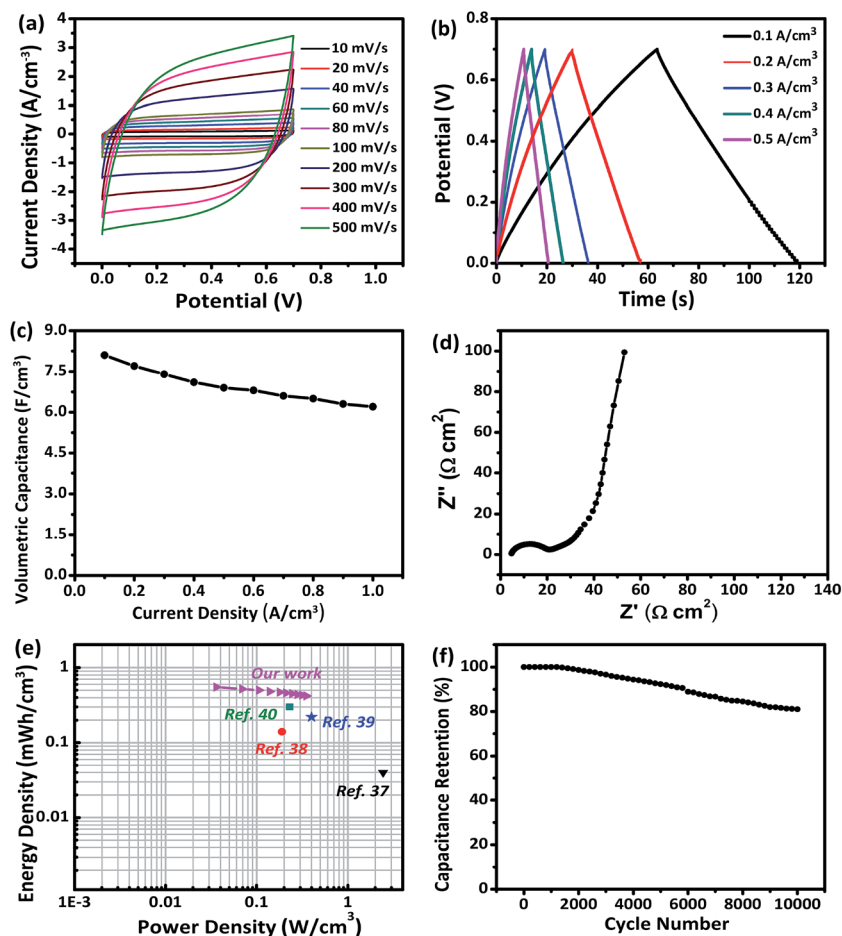 (a)
Current Density (A/cm⁻³)
4
3
2
1
0
-1
-2
-3
-4
0.0 0.2 0.4 0.6 0.8 1.0
Potential (V)
10 mV/s
20 mV/s
40 mV/s
60 mV/s
80 mV/s
100 mV/s
200 mV/s
300 mV/s
400 mV/s
500 mV/s
(b)
Potential (V)
0.8
0.6
0.4
0.2
0.0
0 20 40 60 80 100 120
Time (s)
0.1 A/cm³
0.2 A/cm³
0.3 A/cm³
0.4 A/cm³
0.5 A/cm³
(c)
Volumetric Capacitance (F/cm³)
9.0
7.5
6.0
4.5
3.0
1.5
0.0
0.0 0.2 0.4 0.6 0.8 1.0
Current Density (A/cm³)
(d)
Z'' (Ω cm²)
100
80
60
40
20
0
0 20 40 60 80 100 120 140
Z' (Ω cm²)
(e)
Energy Density (mWh/cm³)
1
0.1
0.01
1E-3 0.01 0.1 1
Power Density (W/cm³)
Our work
Ref. 40
Ref. 39
Ref. 38
Ref. 37
(f)
Capacitance Retention (%)
120
100
80
60
40
20
0
0 2000 4000 6000 8000 10000
Cycle Number